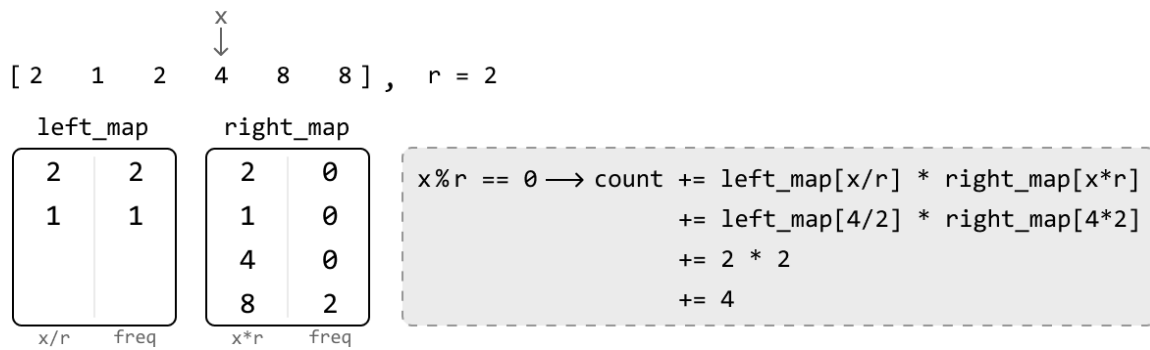 x
[ 2 1 2 4 8 8 ] , r = 2
left_map right_map
2 2 2 0
1 1 1 0
4 0
8 2
x/r freq x*r freq
x%r == 0 → count += left_map[x/r] * right_map[x*r]
+= left_map[4/2] * right_map[4*2]
+= 2 * 2
+= 4